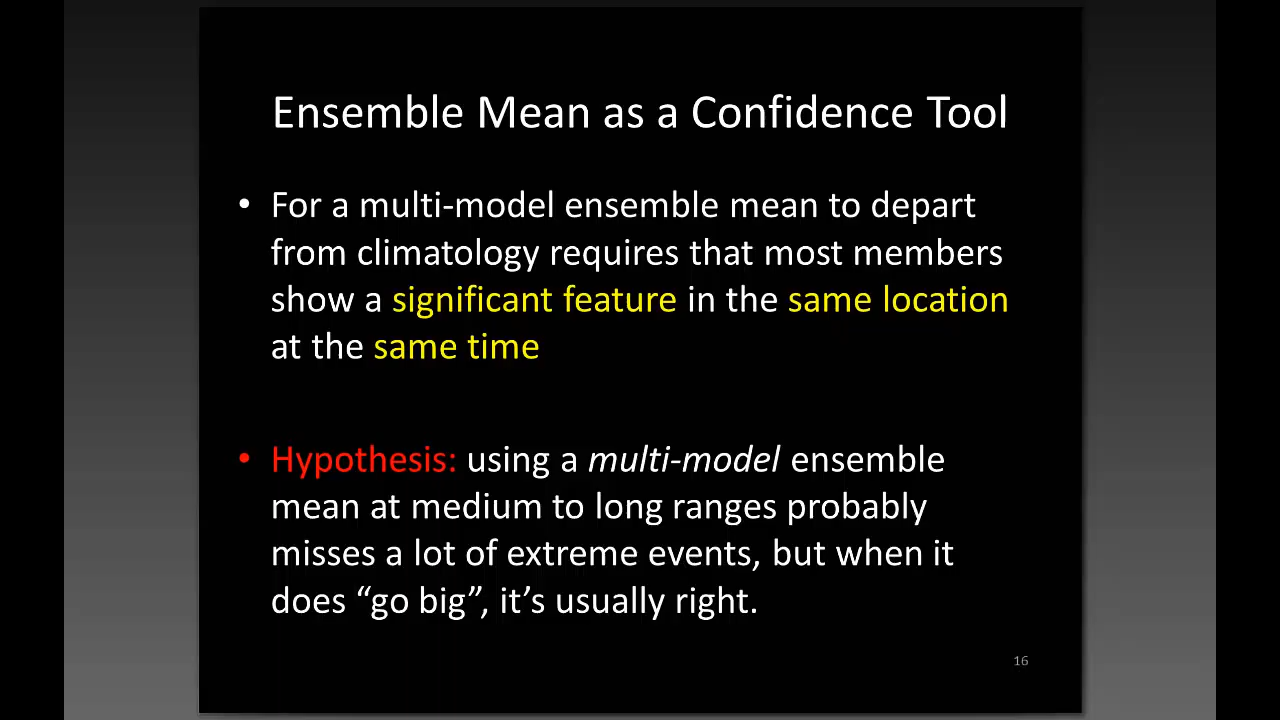 Ensemble Mean as a Confidence Tool
• For a multi-model ensemble mean to depart
from climatology requires that most members
show a significant feature in the same location
at the same time
• Hypothesis: using a multi-model ensemble
mean at medium to long ranges probably
misses a lot of extreme events, but when it
does “go big”, it’s usually right.
16